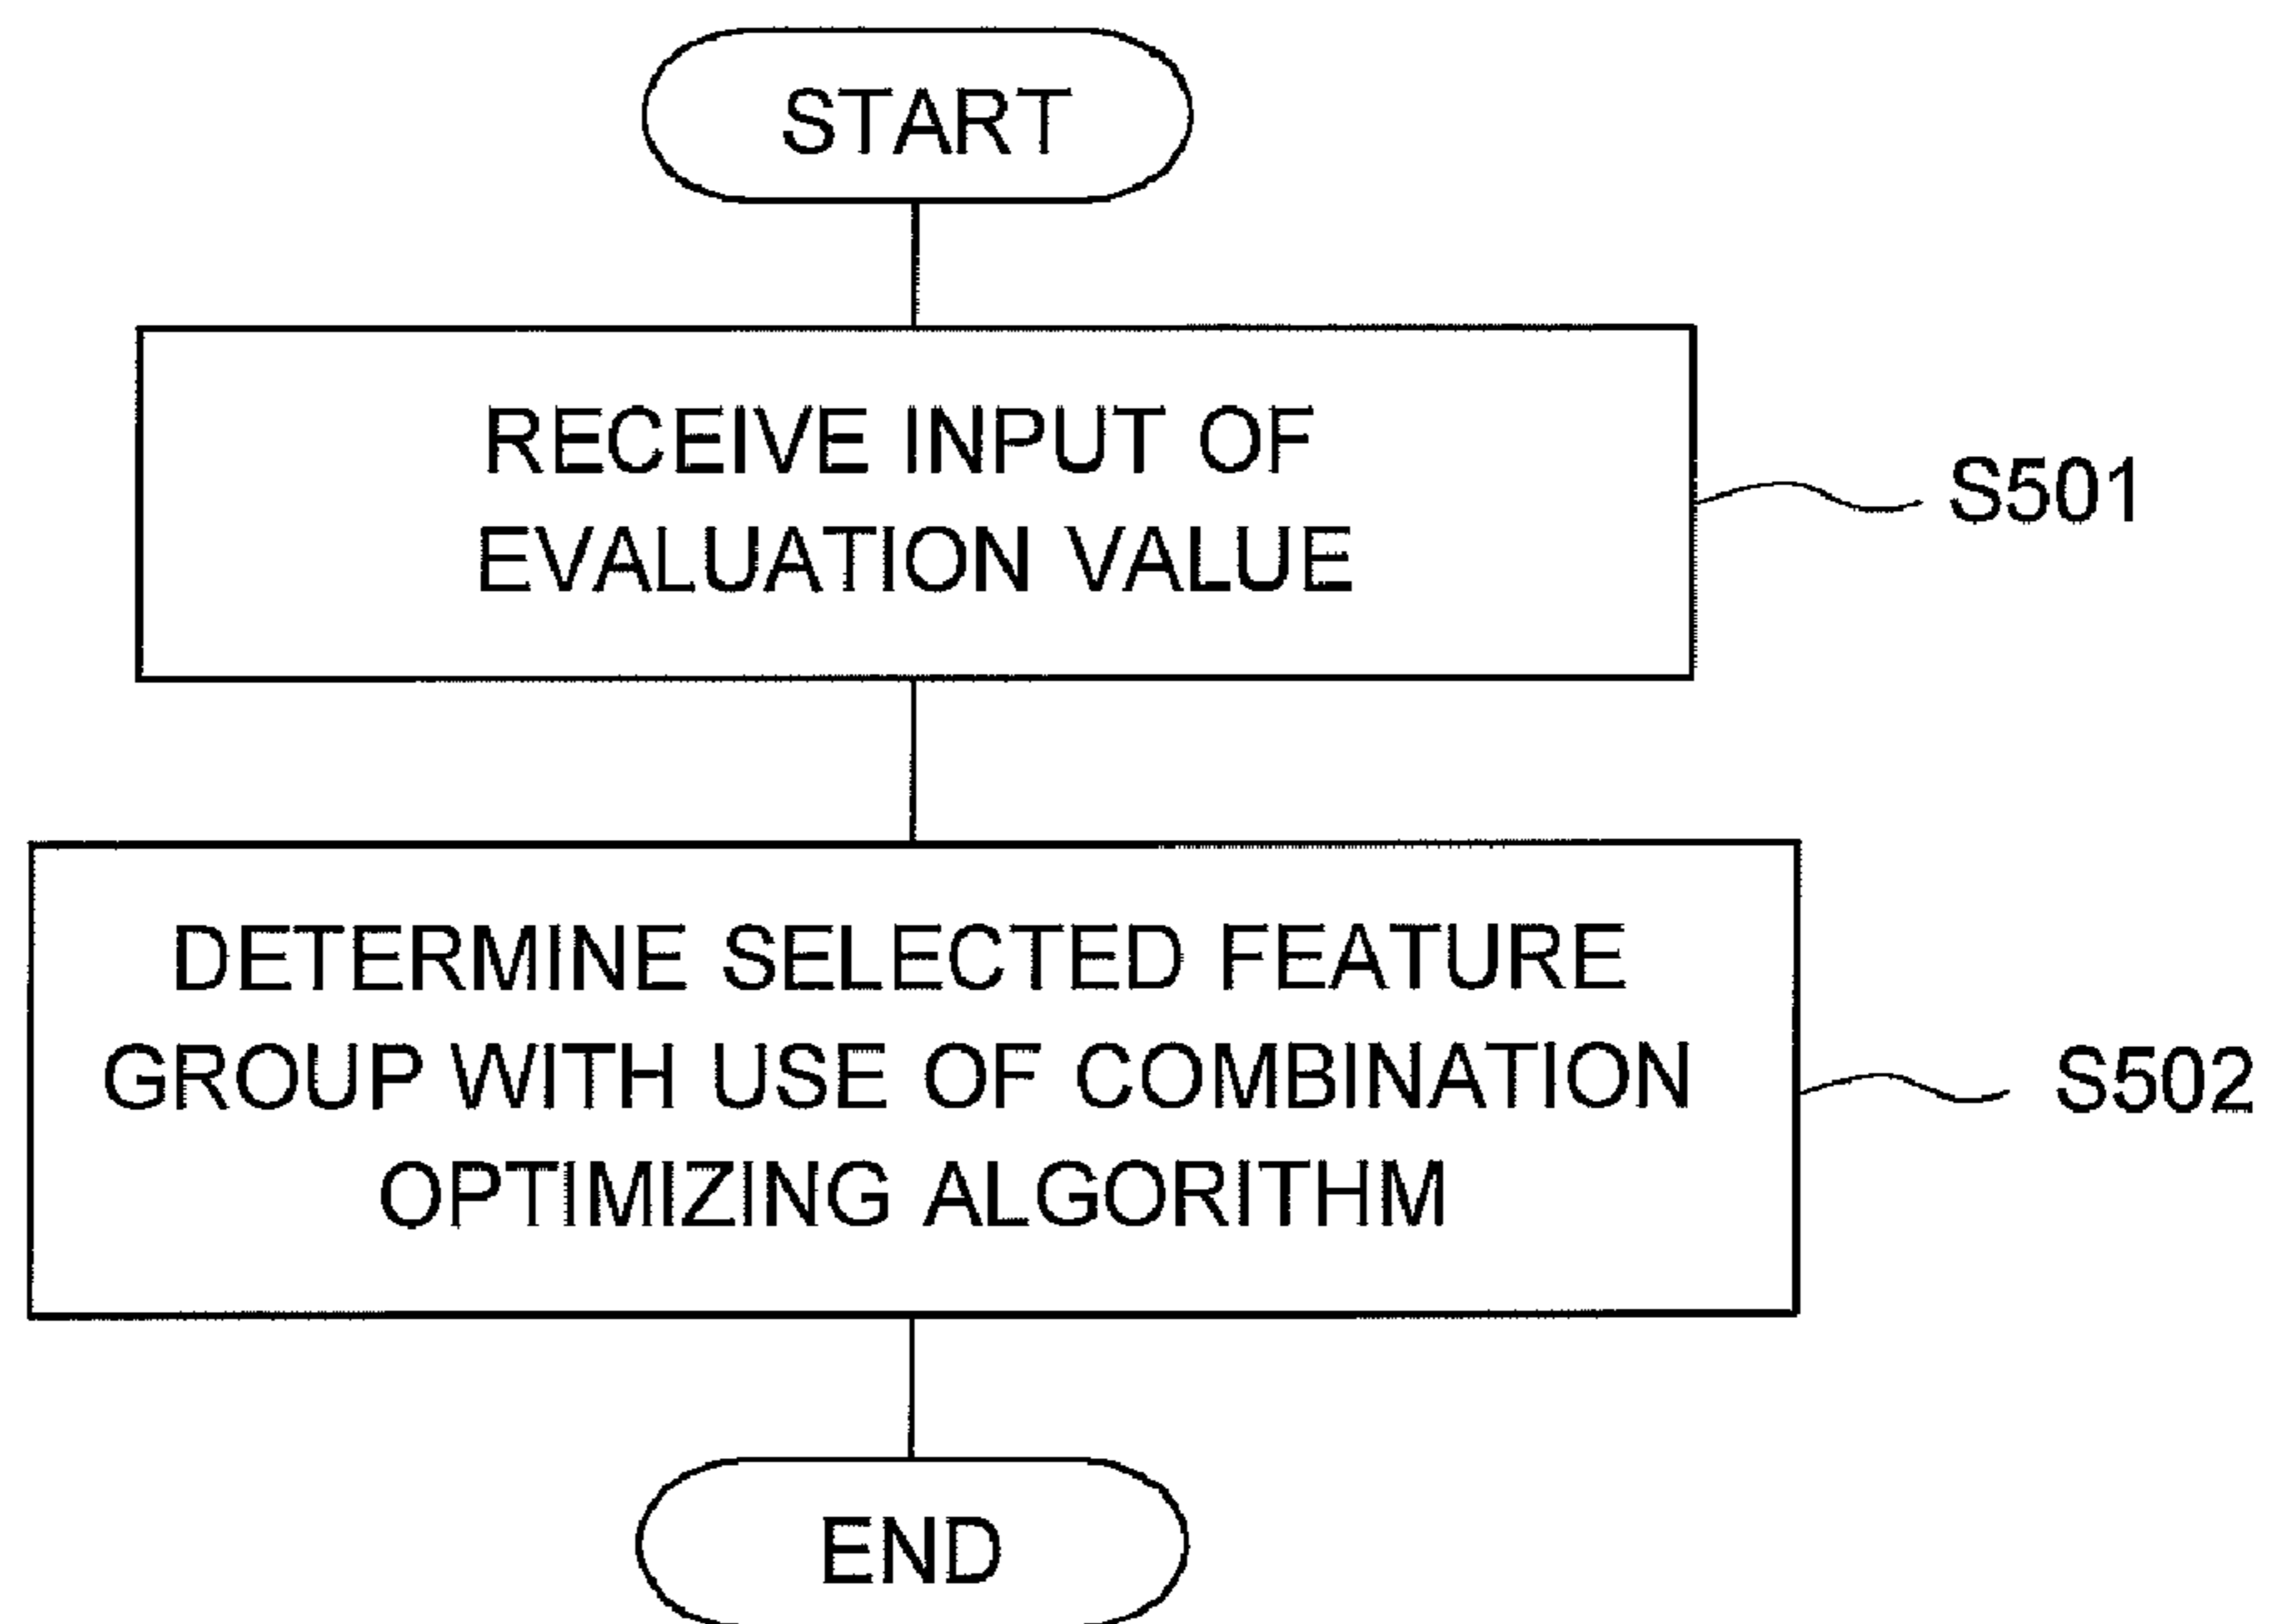 START
RECEIVE INPUT OF
EVALUATION VALUE
S501
DETERMINE SELECTED FEATURE
GROUP WITH USE OF COMBINATION
OPTIMIZING ALGORITHM
S502
END